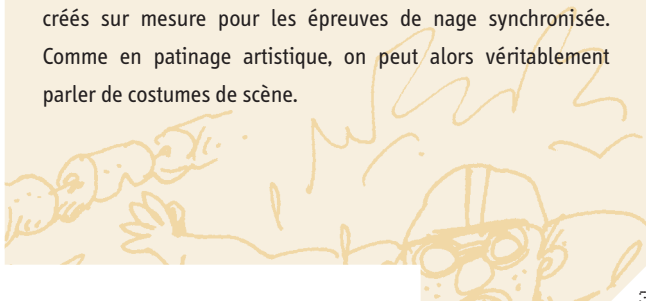 créés sur mesure pour les épreuves de nage synchronisée.
Comme en patinage artistique, on peut alors véritablement
parler de costumes de scène.